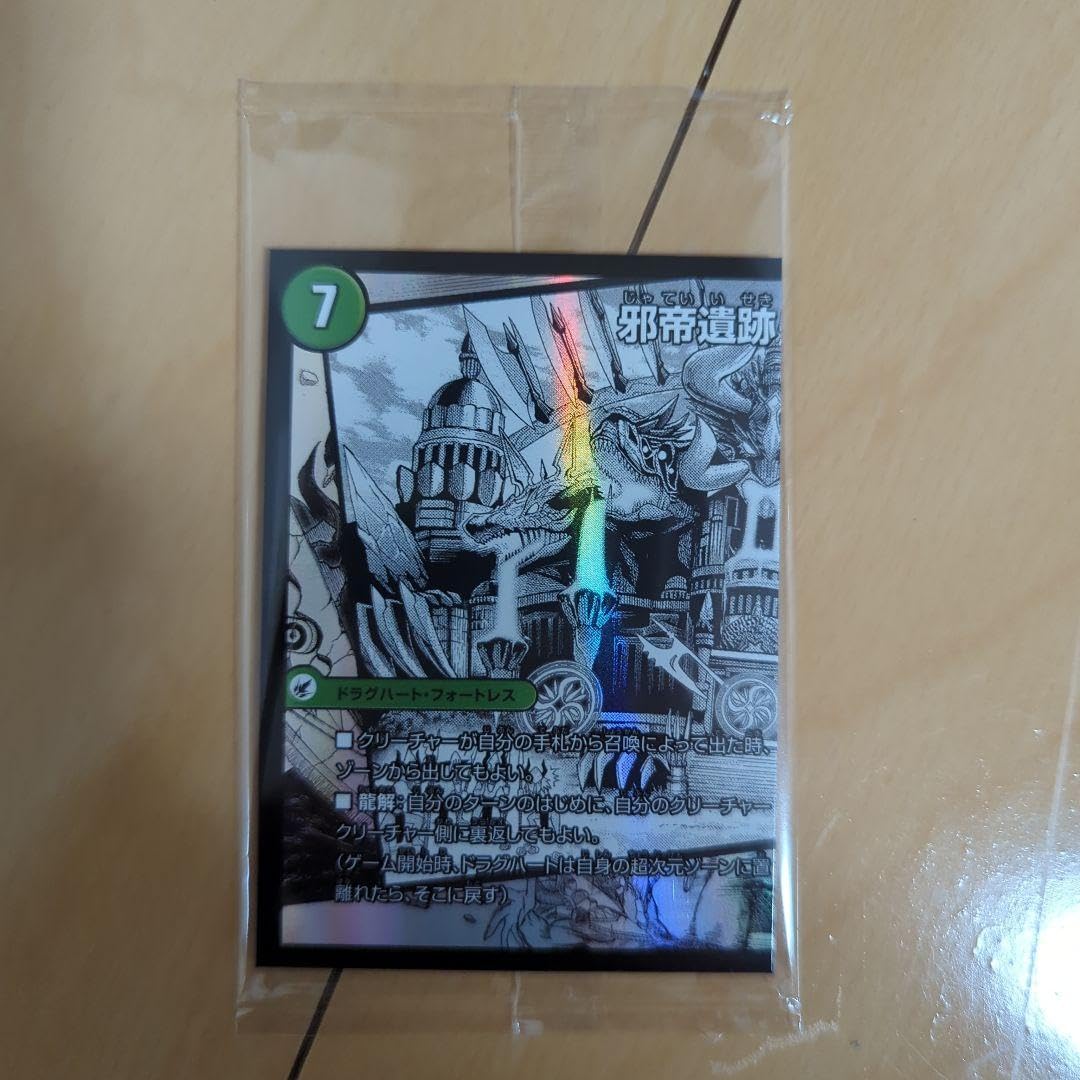 7
じゃ てい い せき
邪帝遺跡
ドラグハート・フォートレス
■ クリーチャーが自分の手札から召喚によって出た時、
ゾーンから出してもよい。
■ 龍解:自分のターンのはじめに、自分のクリーチャー
クリーチャー側に裏返してもよい。
(ゲーム開始時、ドラグハートは自身の超次元ゾーンに置
離れたら、そこに戻す)